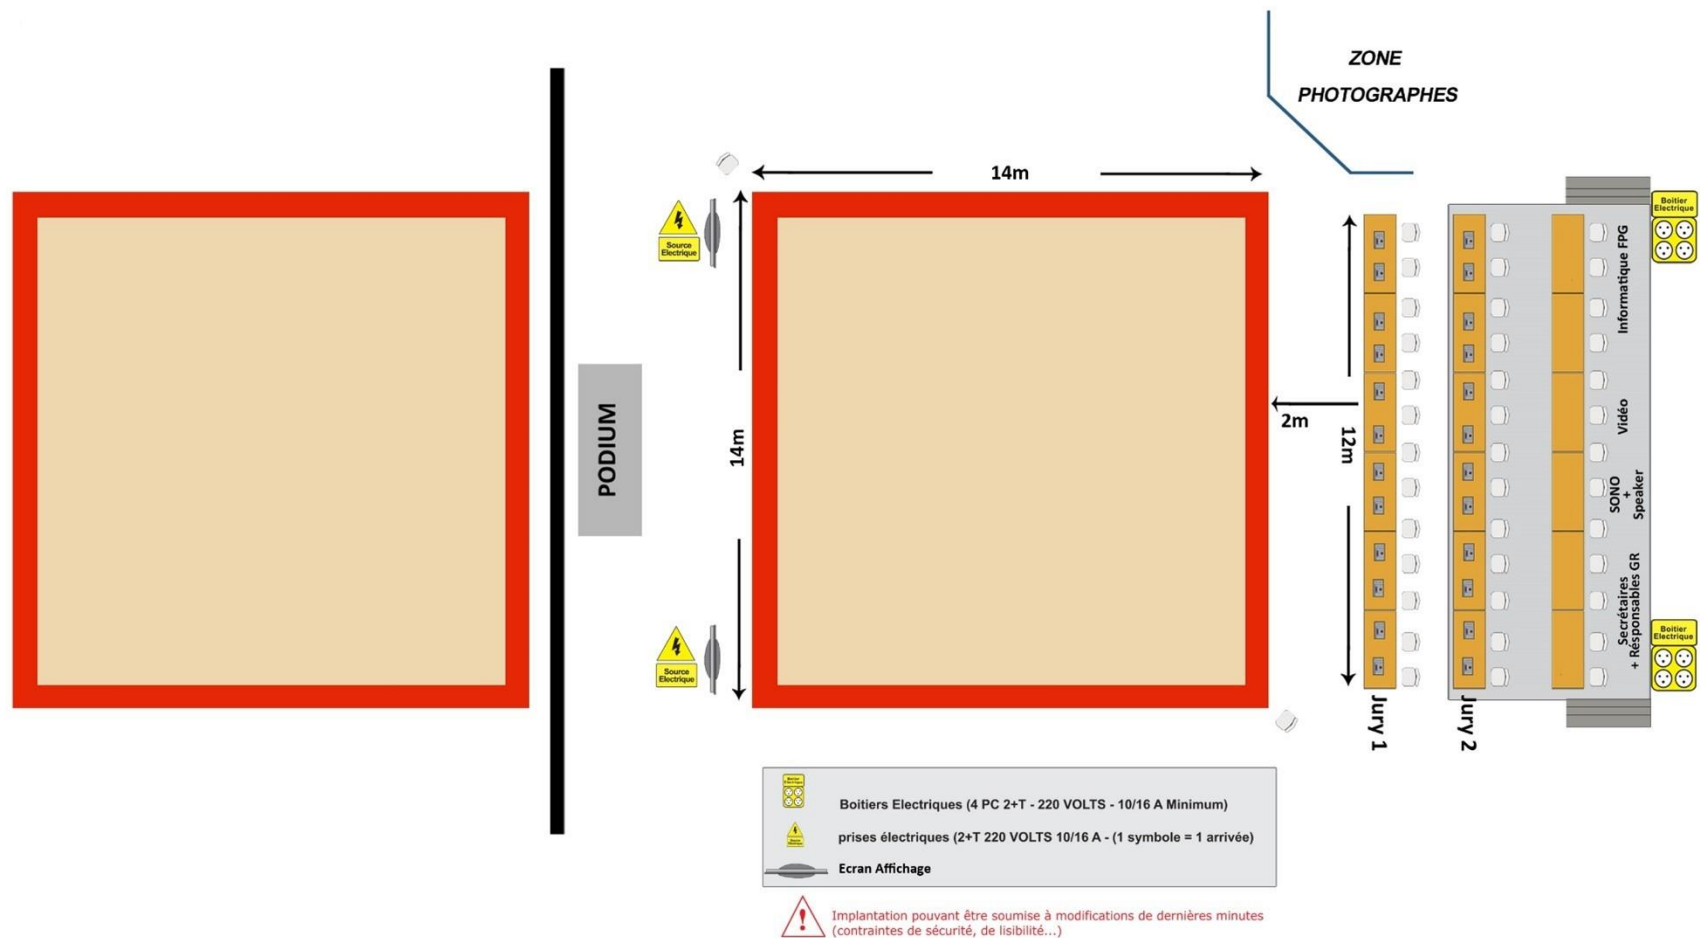 ZONE
PHOTOGRAPHES
14m
Source
Electrique
Boitier
Electrique
Informatique FPG
PODIUM
14m
2m
12m
Vidéo
SONO
+
Speaker
Secrétaires
+ Résponsables GR
Source
Electrique
Boitier
Electrique
Jury 1
Jury 2
Boitiers Electriques (4 PC 2+T - 220 VOLTS - 10/16 A Minimum)
prises électriques (2+T 220 VOLTS 10/16 A - (1 symbole = 1 arrivée)
Ecran Affichage
Implantation pouvant être soumise à modifications de dernières minutes
(contraintes de sécurité, de lisibilité...)